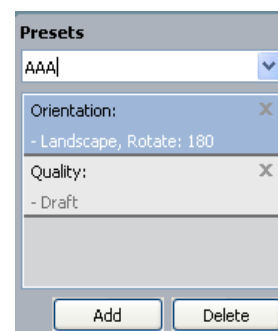 Presets
AAA
Orientation: X
- Landscape, Rotate: 180
Quality: X
- Draft
Add Delete